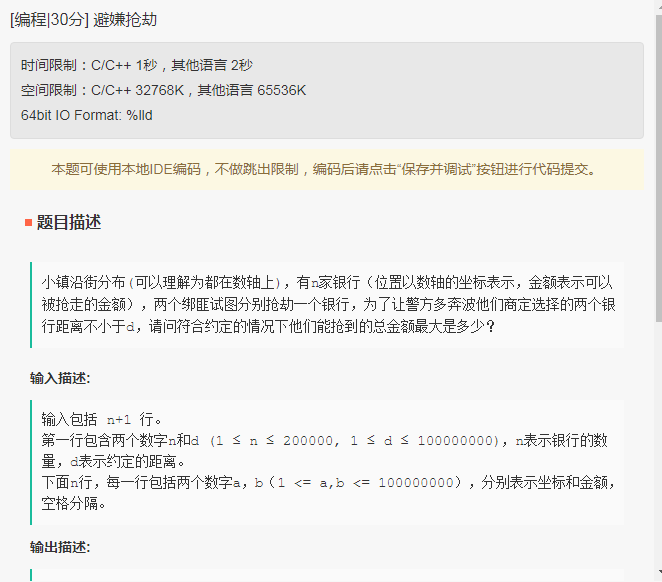 [编程|30分] 避嫌抢劫
时间限制：C/C++ 1秒，其他语言 2秒
空间限制：C/C++ 32768K，其他语言 65536K
64bit IO Format: %lld
本题可使用本地IDE编码，不做跳出限制，编码后请点击“保存并调试”按钮进行代码提交。
题目描述
小镇沿街分布(可以理解为都在数轴上)，有n家银行（位置以数轴的坐标表示，金额表示可以
被抢走的金额），两个绑匪试图分别抢劫一个银行，为了让警方多奔波他们商定选择的两个银
行距离不小于d，请问符合约定的情况下他们能抢到的总金额最大是多少？
输入描述:
输入包括 n+1 行。
第一行包含两个数字n和d (1 ≤ n ≤ 200000, 1 ≤ d ≤ 100000000)，n表示银行的数
量，d表示约定的距离。
下面n行，每一行包括两个数字a，b（1 <= a,b <= 100000000），分别表示坐标和金额，
空格分隔。
输出描述: